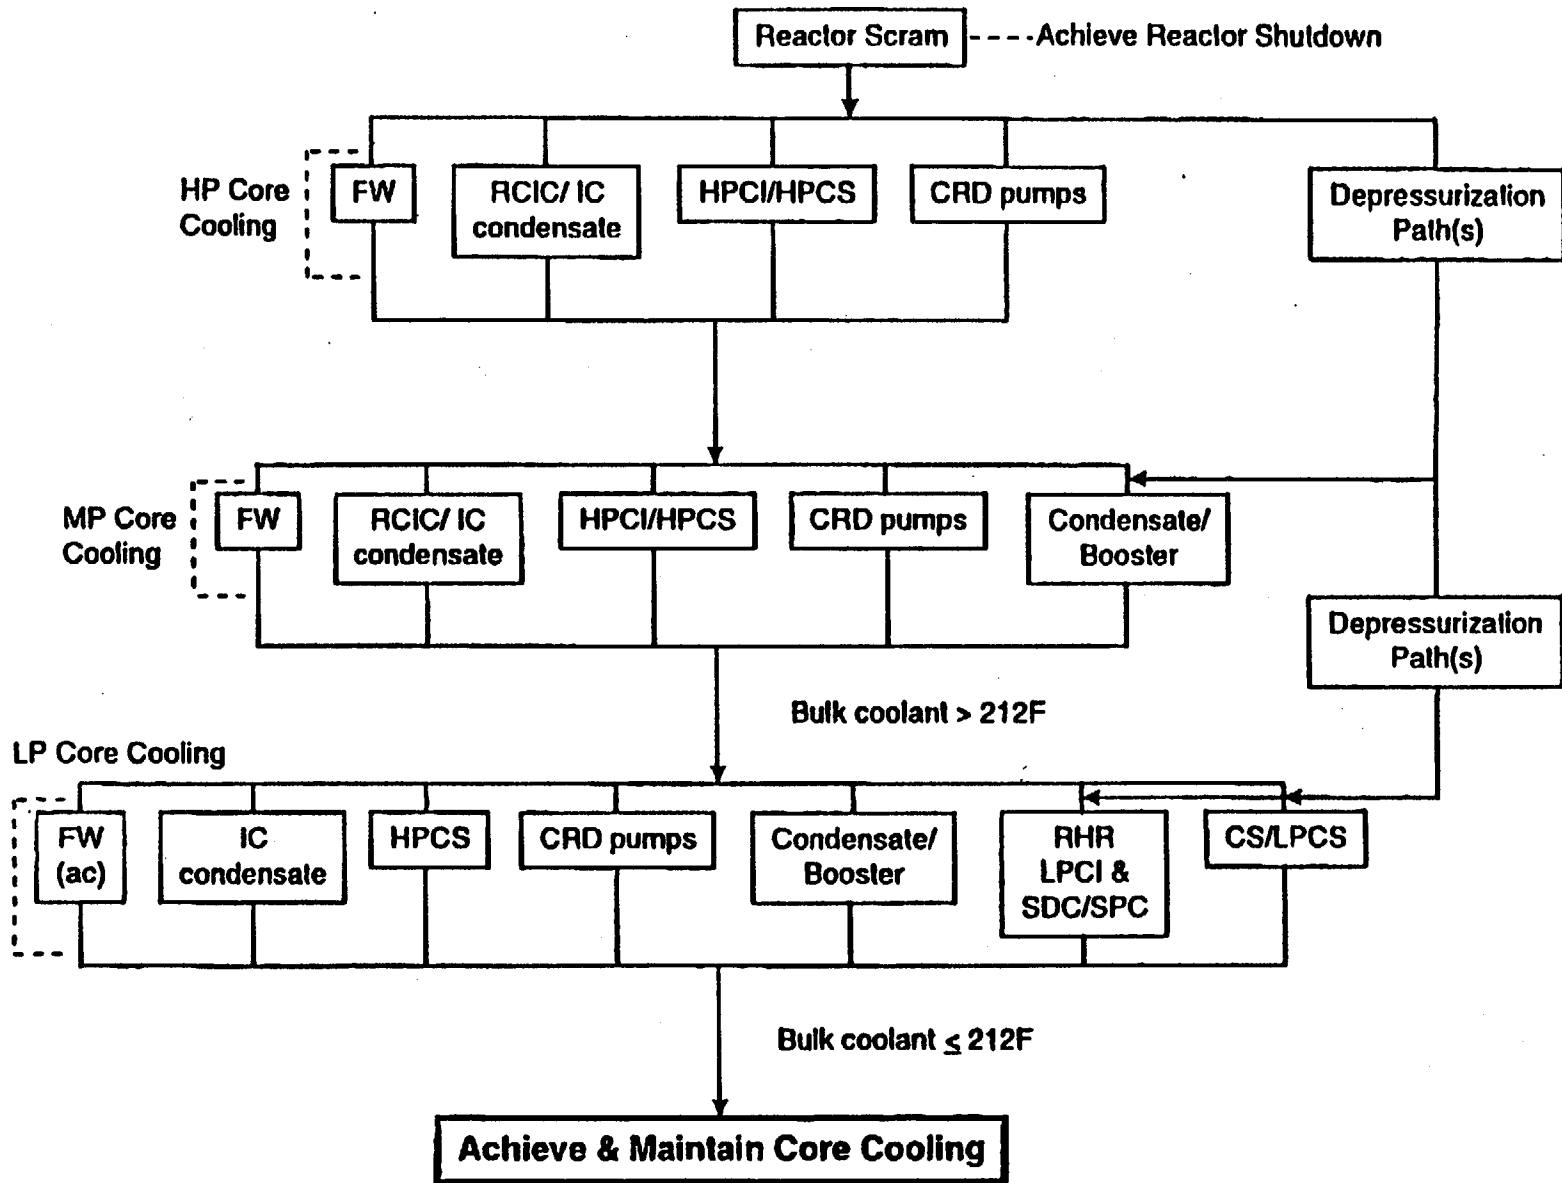 Reactor Scram
Achieve Reactor Shutdown
HP Core
Cooling
FW
RCIC/ IC
condensate
HPCI/HPCS
CRD pumps
Depressurization
Path(s)
MP Core
Cooling
FW
RCIC/ IC
condensate
HPCI/HPCS
CRD pumps
Condensate/
Booster
Depressurization
Path(s)
Bulk coolant > 212F
LP Core Cooling
FW
(ac)
IC
condensate
HPCS
CRD pumps
Condensate/
Booster
RHR
LPCI &
SDC/SPC
CS/LPCS
Bulk coolant ≤ 212F
Achieve & Maintain Core Cooling